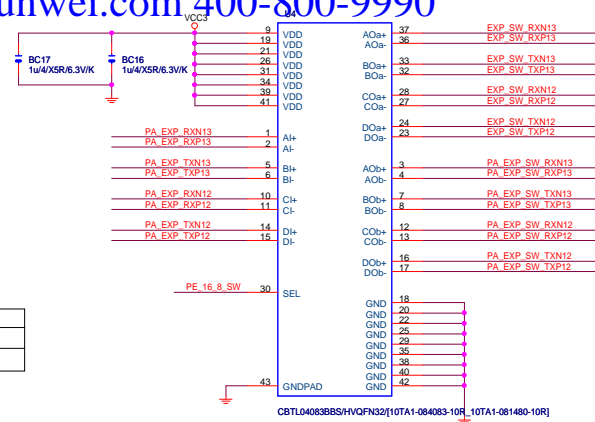 unwei.com 400-800-9990
VCC3
U4
BC17
1u/4/X5R/6.3V/K
BC16
1u/4/X5R/6.3V/K
9 VDD
19 VDD
21 VDD
26 VDD
31 VDD
34 VDD
39 VDD
41 VDD
PA_EXP_RXN13 1 AI+
PA_EXP_RXP13 2 AI-
PA_EXP_TXN13 5 BI+
PA_EXP_TXP13 6 BI-
PA_EXP_RXN12 10 CI+
PA_EXP_RXP12 11 CI-
PA_EXP_TXN12 14 DI+
PA_EXP_TXP12 15 DI-
PE_16_8_SW 30 SEL
43 GNDPAD
AOa+ 37 EXP_SW_RXN13
AOa- 36 EXP_SW_RXP13
BOa+ 33 EXP_SW_TXN13
BOa- 32 EXP_SW_TXP13
COa+ 28 EXP_SW_RXN12
COa- 27 EXP_SW_RXP12
DOa+ 24 EXP_SW_TXN12
DOa- 23 EXP_SW_TXP12
AOb+ 3 PA_EXP_SW_RXN13
AOb- 4 PA_EXP_SW_RXP13
BOb+ 7 PA_EXP_SW_TXN13
BOb- 8 PA_EXP_SW_TXP13
COb+ 12 PA_EXP_SW_RXN12
COb- 13 PA_EXP_SW_RXP12
DOb+ 16 PA_EXP_SW_TXN12
DOb- 17 PA_EXP_SW_TXP12
GND 18
GND 20
GND 22
GND 25
GND 29
GND 35
GND 38
GND 40
GND 42
CBTL04083BBS/HVQFN32/[10TA1-084083-10R_10TA1-081480-10R]